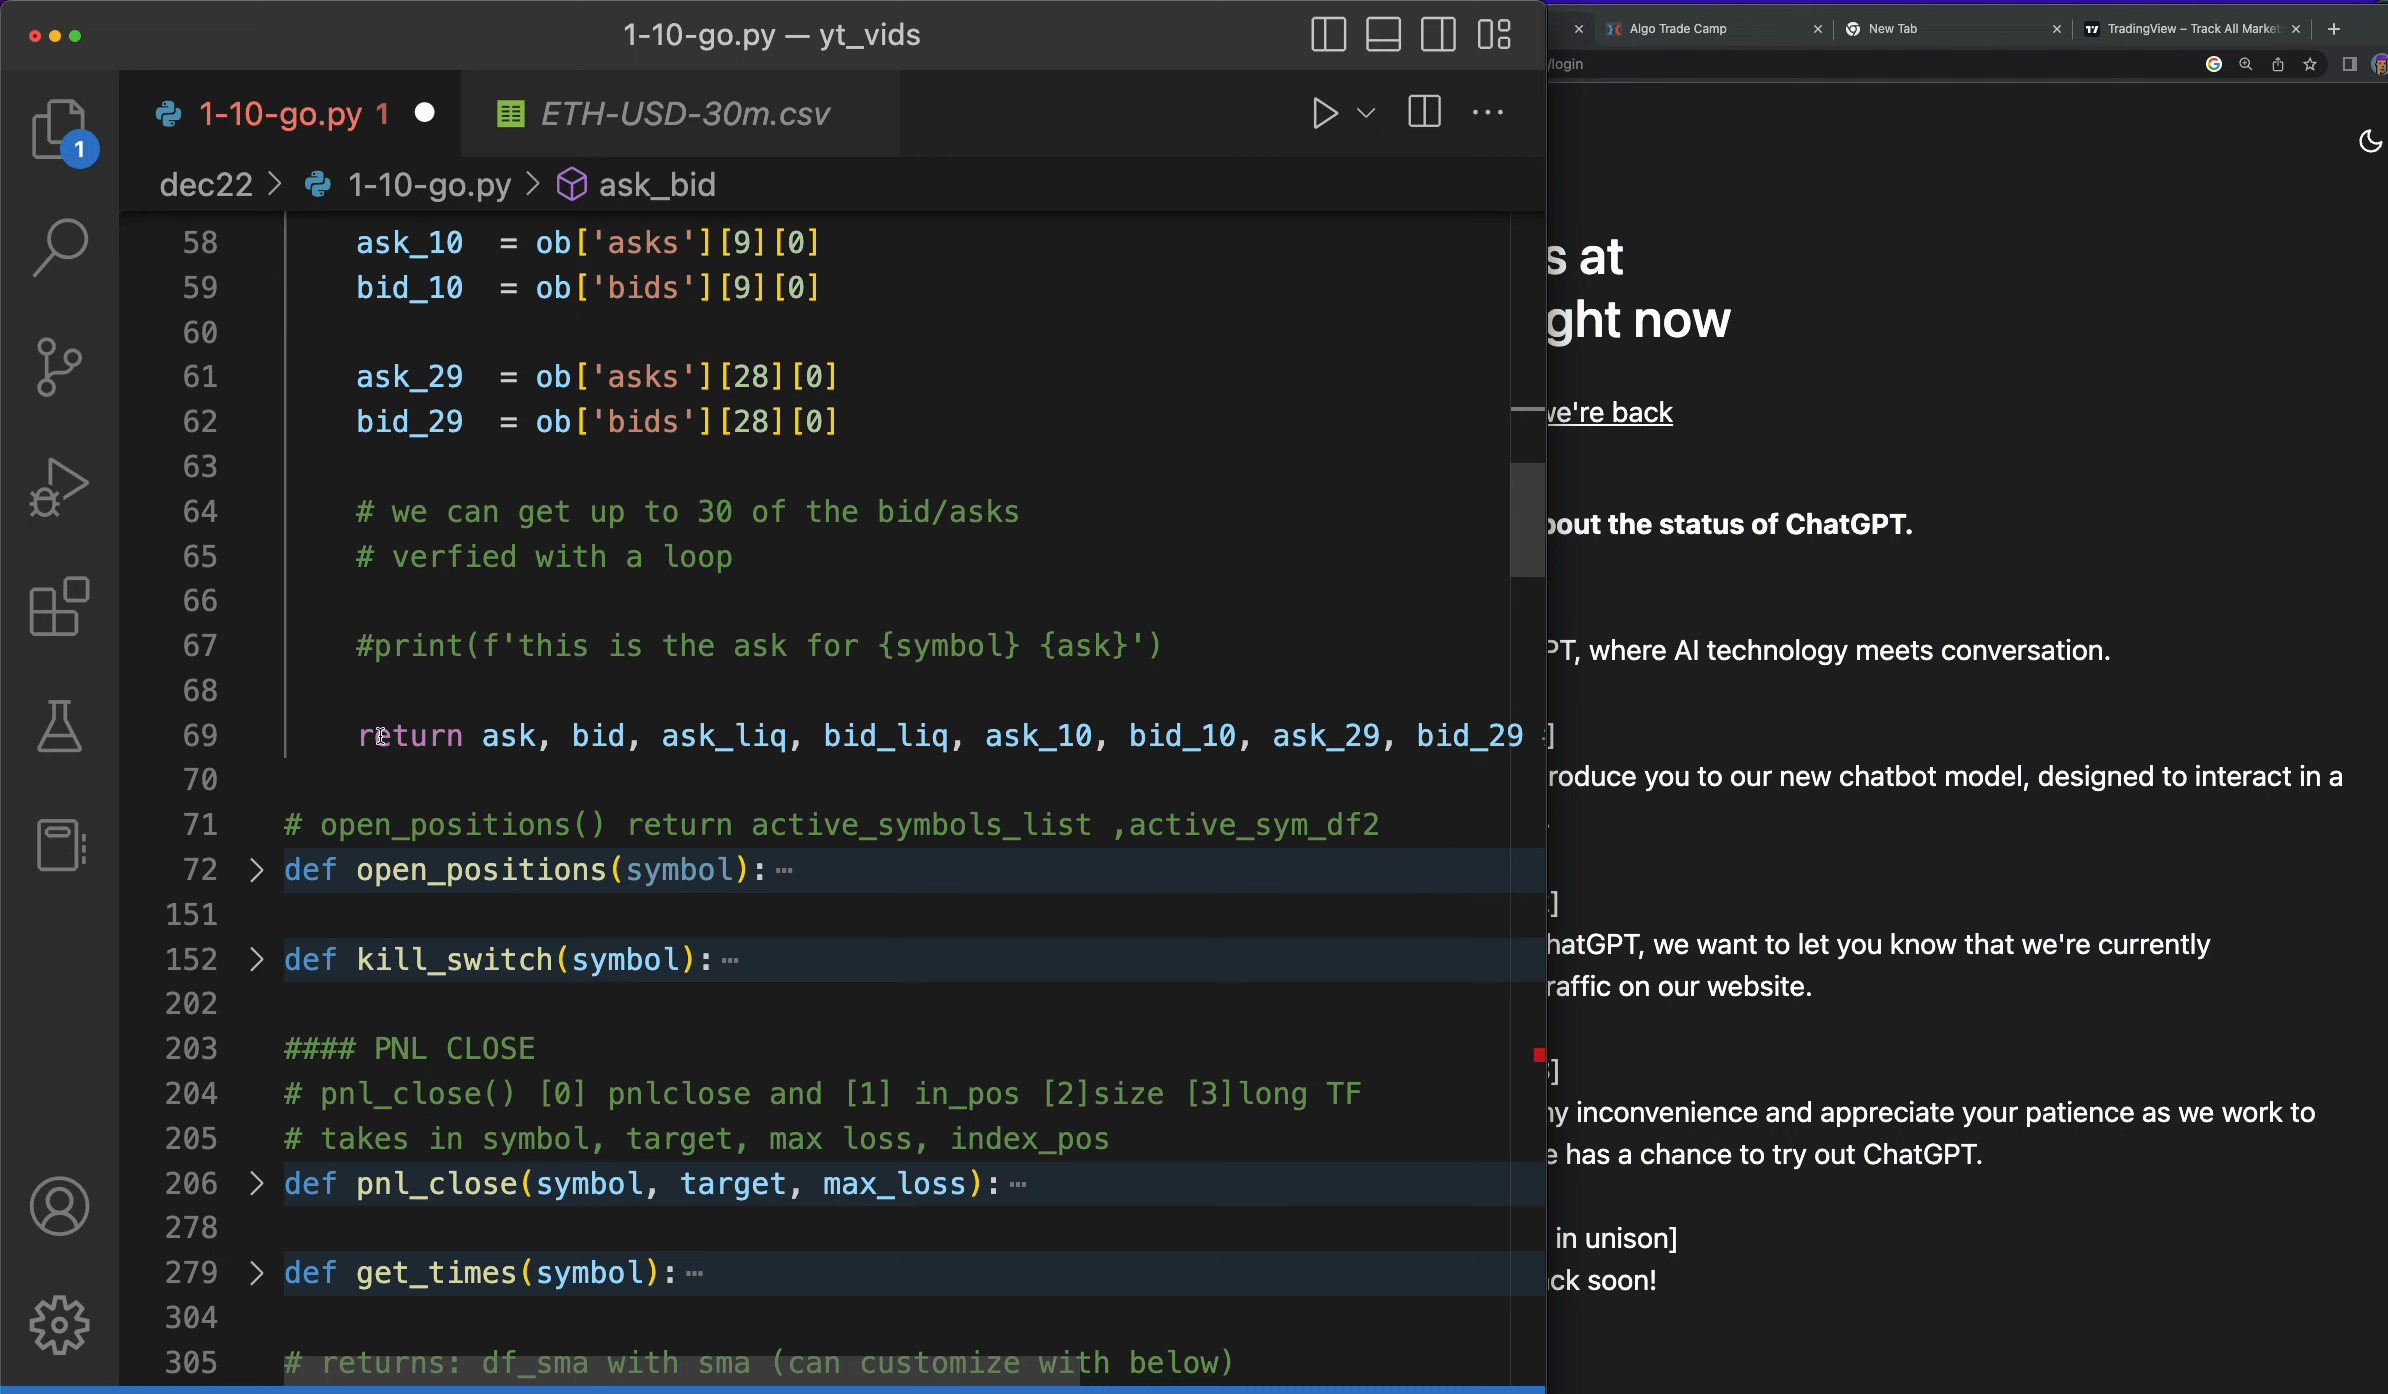 1-10-go.py — yt_vids
1-10-go.py 1
ETH-USD-30m.csv
dec22 > 1-10-go.py > ask_bid
1
58 ask_10 = ob['asks'][9][0]
59 bid_10 = ob['bids'][9][0]
60
61 ask_29 = ob['asks'][28][0]
62 bid_29 = ob['bids'][28][0]
63
64 # we can get up to 30 of the bid/asks
65 # verfied with a loop
66
67 #print(f'this is the ask for {symbol} {ask}')
68
69 return ask, bid, ask_liq, bid_liq, ask_10, bid_10, ask_29, bid_29
70
71 # open_positions() return active_symbols_list ,active_sym_df2
72 def open_positions(symbol):…
151
152 def kill_switch(symbol):…
202
203 #### PNL CLOSE
204 # pnl_close() [0] pnlclose and [1] in_pos [2]size [3]long TF
205 # takes in symbol, target, max loss, index_pos
206 def pnl_close(symbol, target, max_loss):…
278
279 def get_times(symbol):…
304
305 # returns: df_sma with sma (can customize with below)
Algo Trade Camp
New Tab
TradingView – Track All Market
/login
s at
ght now
we're back
bout the status of ChatGPT.
PT, where AI technology meets conversation.
]
roduce you to our new chatbot model, designed to interact in a
]
hatGPT, we want to let you know that we're currently
raffic on our website.
]
ny inconvenience and appreciate your patience as we work to
e has a chance to try out ChatGPT.
in unison]
ck soon!